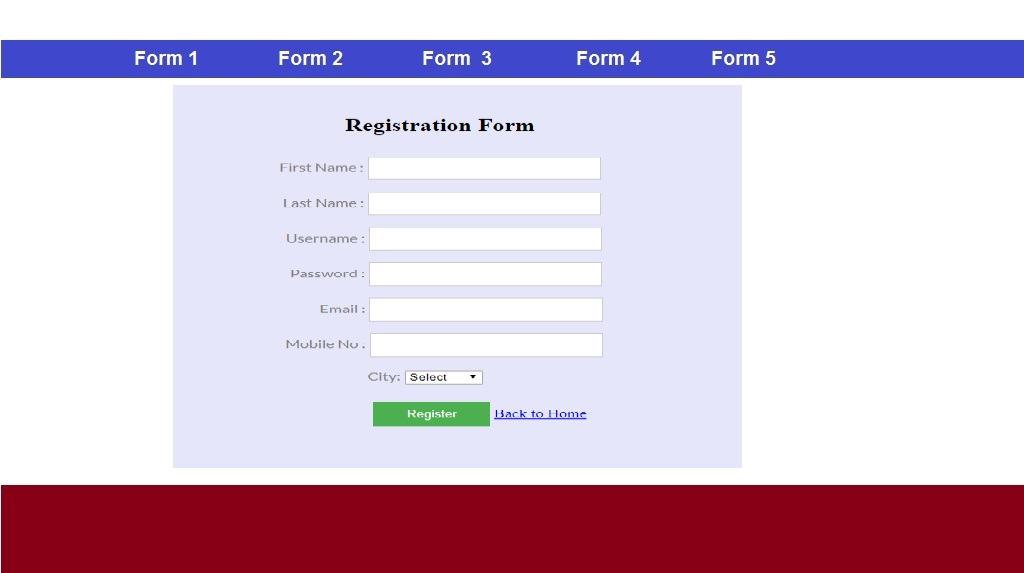 Form 1 Form 2 Form 3 Form 4 Form 5
Registration Form
First Name :
Last Name :
Username :
Password :
Email :
Mobile No :
City: Select
Register Back to Home